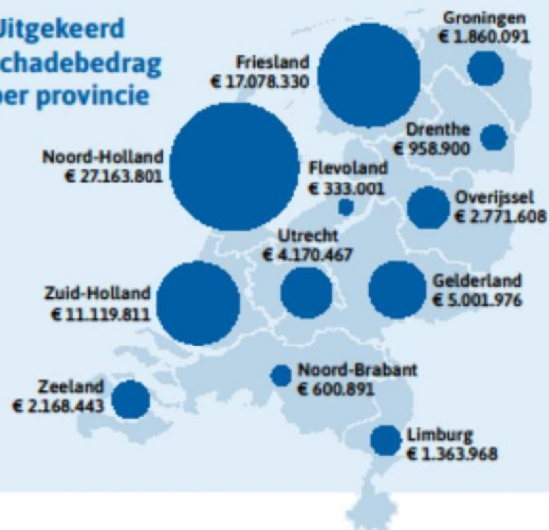 Uitgekeerd
chadebedrag
per provincie
Groningen
€ 1.860.091
Friesland
€ 17.078.330
Drenthe
€ 958.900
Noord-Holland
€ 27.163.801
Flevoland
€ 333.001
Overijssel
€ 2.771.608
Utrecht
€ 4.170.467
Gelderland
€ 5.001.976
Zuid-Holland
€ 11.119.811
Noord-Brabant
€ 600.891
Zeeland
€ 2.168.443
Limburg
€ 1.363.968